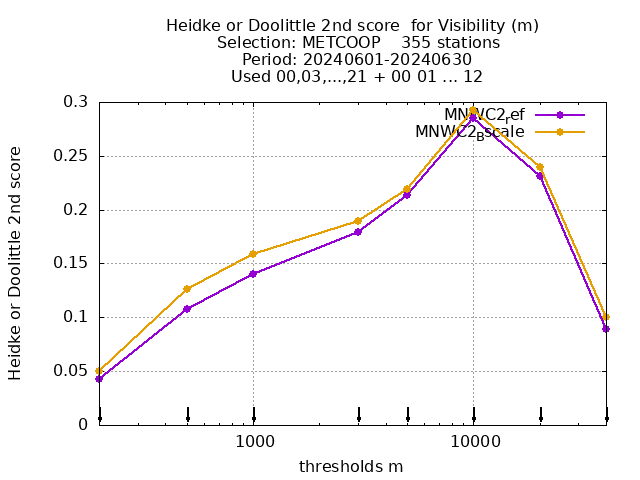 Heidke or Doolittle 2nd score  for Visibility (m)
Selection: METCOOP    355 stations
Period: 20240601-20240630
Used 00,03,...,21 + 00 01 ... 12
Heidke or Doolittle 2nd score
0.3
0.25
0.2
0.15
0.1
0.05
0
MNWC2ref
MNWC2Bscale
1000
10000
thresholds m